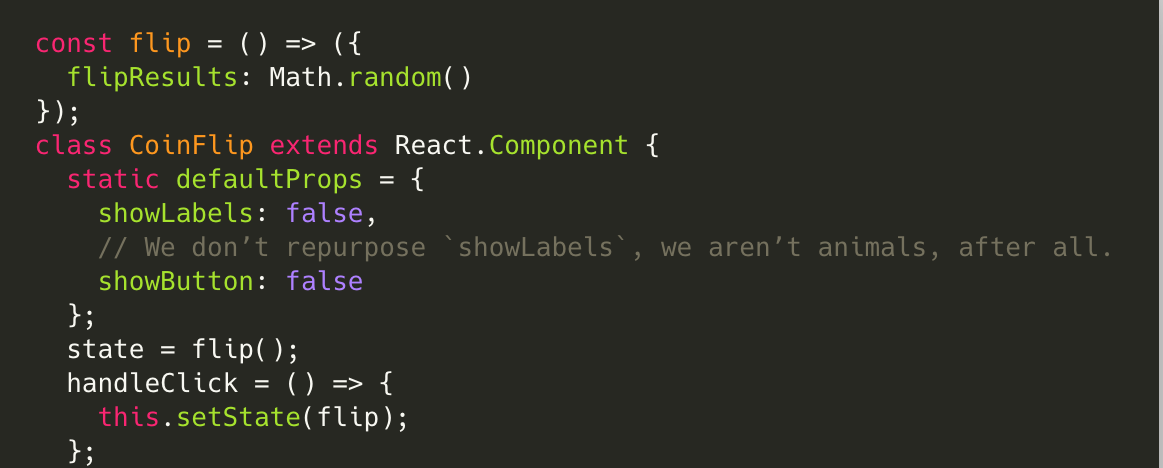 const flip = () => ({
  flipResults: Math.random()
});
class CoinFlip extends React.Component {
  static defaultProps = {
    showLabels: false,
    // We don’t repurpose `showLabels`, we aren’t animals, after all.
    showButton: false
  };
  state = flip();
  handleClick = () => {
    this.setState(flip);
  };